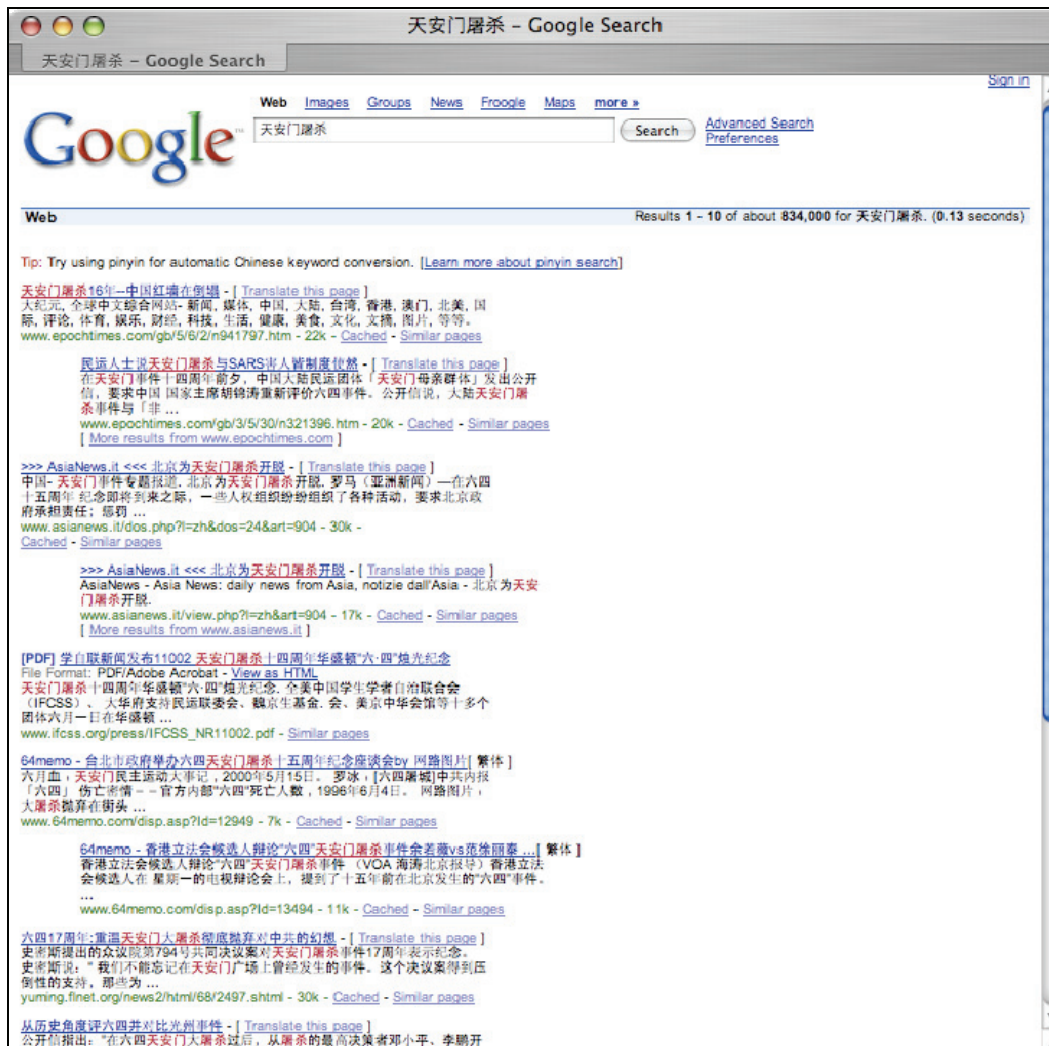 天安门屠杀 – Google Search
天安门屠杀 – Google Search
Sign in
Web Images Groups News Froogle Maps more »
Google™
天安门屠杀
Search
Advanced Search
Preferences
Web Results 1 - 10 of about 834,000 for 天安门屠杀. (0.13 seconds)
Tip: Try using pinyin for automatic Chinese keyword conversion. [Learn more about pinyin search]
天安门屠杀16年--中国红墙在倒塌 - [ Translate this page ]
大纪元, 全球中文综合网站- 新闻, 媒体, 中国, 大陆, 台湾, 香港, 澳门, 北美, 国
际, 评论, 体育, 娱乐, 财经, 科技, 生活, 健康, 美食, 文化, 文摘, 图片, 等等。
www.epochtimes.com/gb/5/6/2/n941797.htm - 22k - Cached - Similar pages
民运人士说天安门屠杀与SARS害人皆制度使然 - [ Translate this page ]
在天安门事件十四周年前夕，中国大陆民运团体「天安门母亲群体」发出公开
信，要求中国 国家主席胡锦涛重新评价六四事件。公开信说，大陆天安门屠
杀事件与「非 ...
www.epochtimes.com/gb/3/5/30/n321396.htm - 20k - Cached - Similar pages
[ More results from www.epochtimes.com ]
>>> AsiaNews.it <<< 北京为天安门屠杀开脱 - [ Translate this page ]
中国- 天安门事件专题报道, 北京为天安门屠杀开脱, 罗马（亚洲新闻）—在六四
十五周年 纪念即将到来之际，一些人权组织纷纷组织了各种活动，要求北京政
府承担责任；惩罚 ...
www.asianews.it/dos.php?l=zh&dos=24&art=904 - 30k -
Cached - Similar pages
>>> AsiaNews.it <<< 北京为天安门屠杀开脱 - [ Translate this page ]
AsiaNews - Asia News: daily news from Asia, notizie dall'Asia - 北京为天安
门屠杀开脱.
www.asianews.it/view.php?l=zh&art=904 - 17k - Cached - Similar pages
[ More results from www.asianews.it ]
[PDF] 学自联新闻发布11002 天安门屠杀十四周年华盛顿"六·四"烛光纪念
File Format: PDF/Adobe Acrobat - View as HTML
天安门屠杀十四周年华盛顿"六·四"烛光纪念. 全美中国学生学者自治联合会
（IFCSS）、 大华府支持民运联委会、魏京生基金. 会、美京中华会馆等十多个
团体六月一日在华盛顿 ...
www.ifcss.org/press/IFCSS_NR11002.pdf - Similar pages
64memo - 台北市政府举办六四天安门屠杀十五周年纪念座谈会by 网路图片[ 繁体 ]
六月血，天安门民主运动大事记，2000年5月15日。 罗冰，[六四屠城]中共内报
「六四」 伤亡密情－－官方内部"六四"死亡人数，1996年6月4日。 网路图片，
大屠杀抛弃在街头 ...
www.64memo.com/disp.asp?Id=12949 - 7k - Cached - Similar pages
64memo - 香港立法会候选人辩论"六四"天安门屠杀事件余若薇vs范徐丽泰 ...[ 繁体 ]
香港立法会候选人辩论"六四"天安门屠杀事件 （VOA 海涛北京报导）香港立法
会候选人在 星期一的电视辩论会上，提到了十五年前在北京发生的"六四"事件。
...
www.64memo.com/disp.asp?Id=13494 - 11k - Cached - Similar pages
六四17周年:重温天安门大屠杀彻底抛弃对中共的幻想 - [ Translate this page ]
史密斯提出的众议院第794号共同决议案对天安门屠杀事件17周年表示纪念。
史密斯说："我们不能忘记在天安门广场上曾经发生的事件。这个决议案得到压
倒性的支持。那些为 ...
yuming.flnet.org/news2/html/68/2497.shtml - 30k - Cached - Similar pages
从历史角度评六四并对比光州事件 - [ Translate this page ]
公开信指出："在六四天安门大屠杀过后，从屠杀的最高决策者邓小平、李鹏开